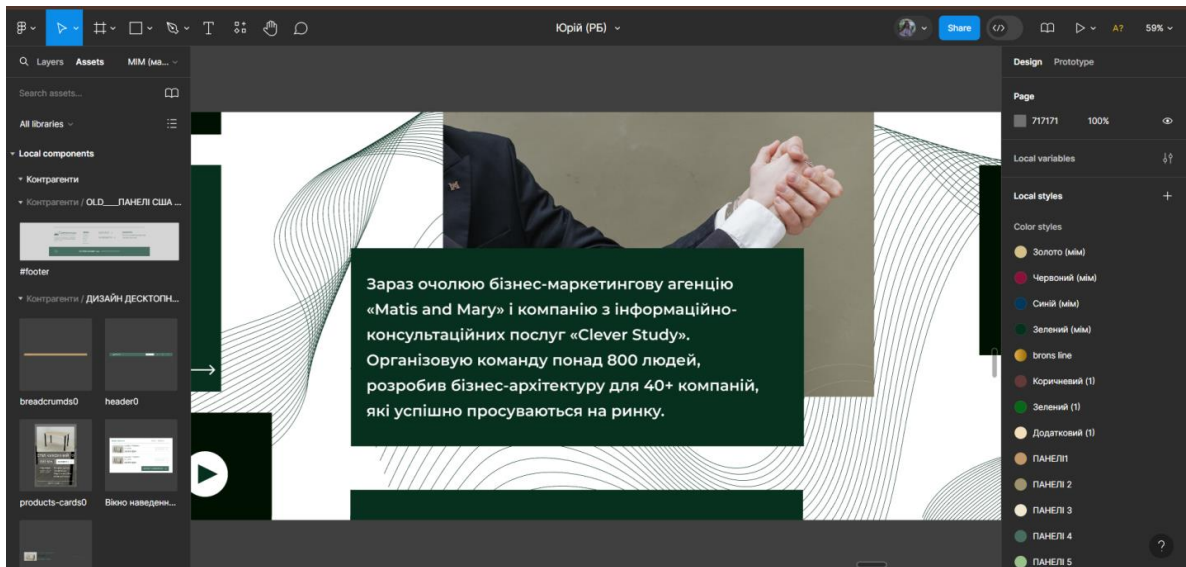 T
Юрій (РБ)
Share
</>
A?
59%
Layers
Assets
МІМ (ма...
Search assets...
All libraries
Local components
Контрагенти
Контрагенти / OLD___ПАНЕЛІ США ...
#footer
Контрагенти / ДИЗАЙН ДЕСКТОПН...
breadcrumds0
header0
products-cards0
Вікно наведенн...
Зараз очолюю бізнес-маркетингову агенцію
«Matis and Mary» і компанію з інформаційно-
консультаційних послуг «Clever Study».
Організовую команду понад 800 людей,
розробив бізнес-архітектуру для 40+ компаній,
які успішно просуваються на ринку.
Design
Prototype
Page
717171
100%
Local variables
Local styles
Color styles
Золото (мім)
Червоний (мім)
Синій (мім)
Зелений (мім)
brons line
Коричневий (1)
Зелений (1)
Додатковий (1)
ПАНЕЛІ1
ПАНЕЛІ 2
ПАНЕЛІ 3
ПАНЕЛІ 4
ПАНЕЛІ 5
?